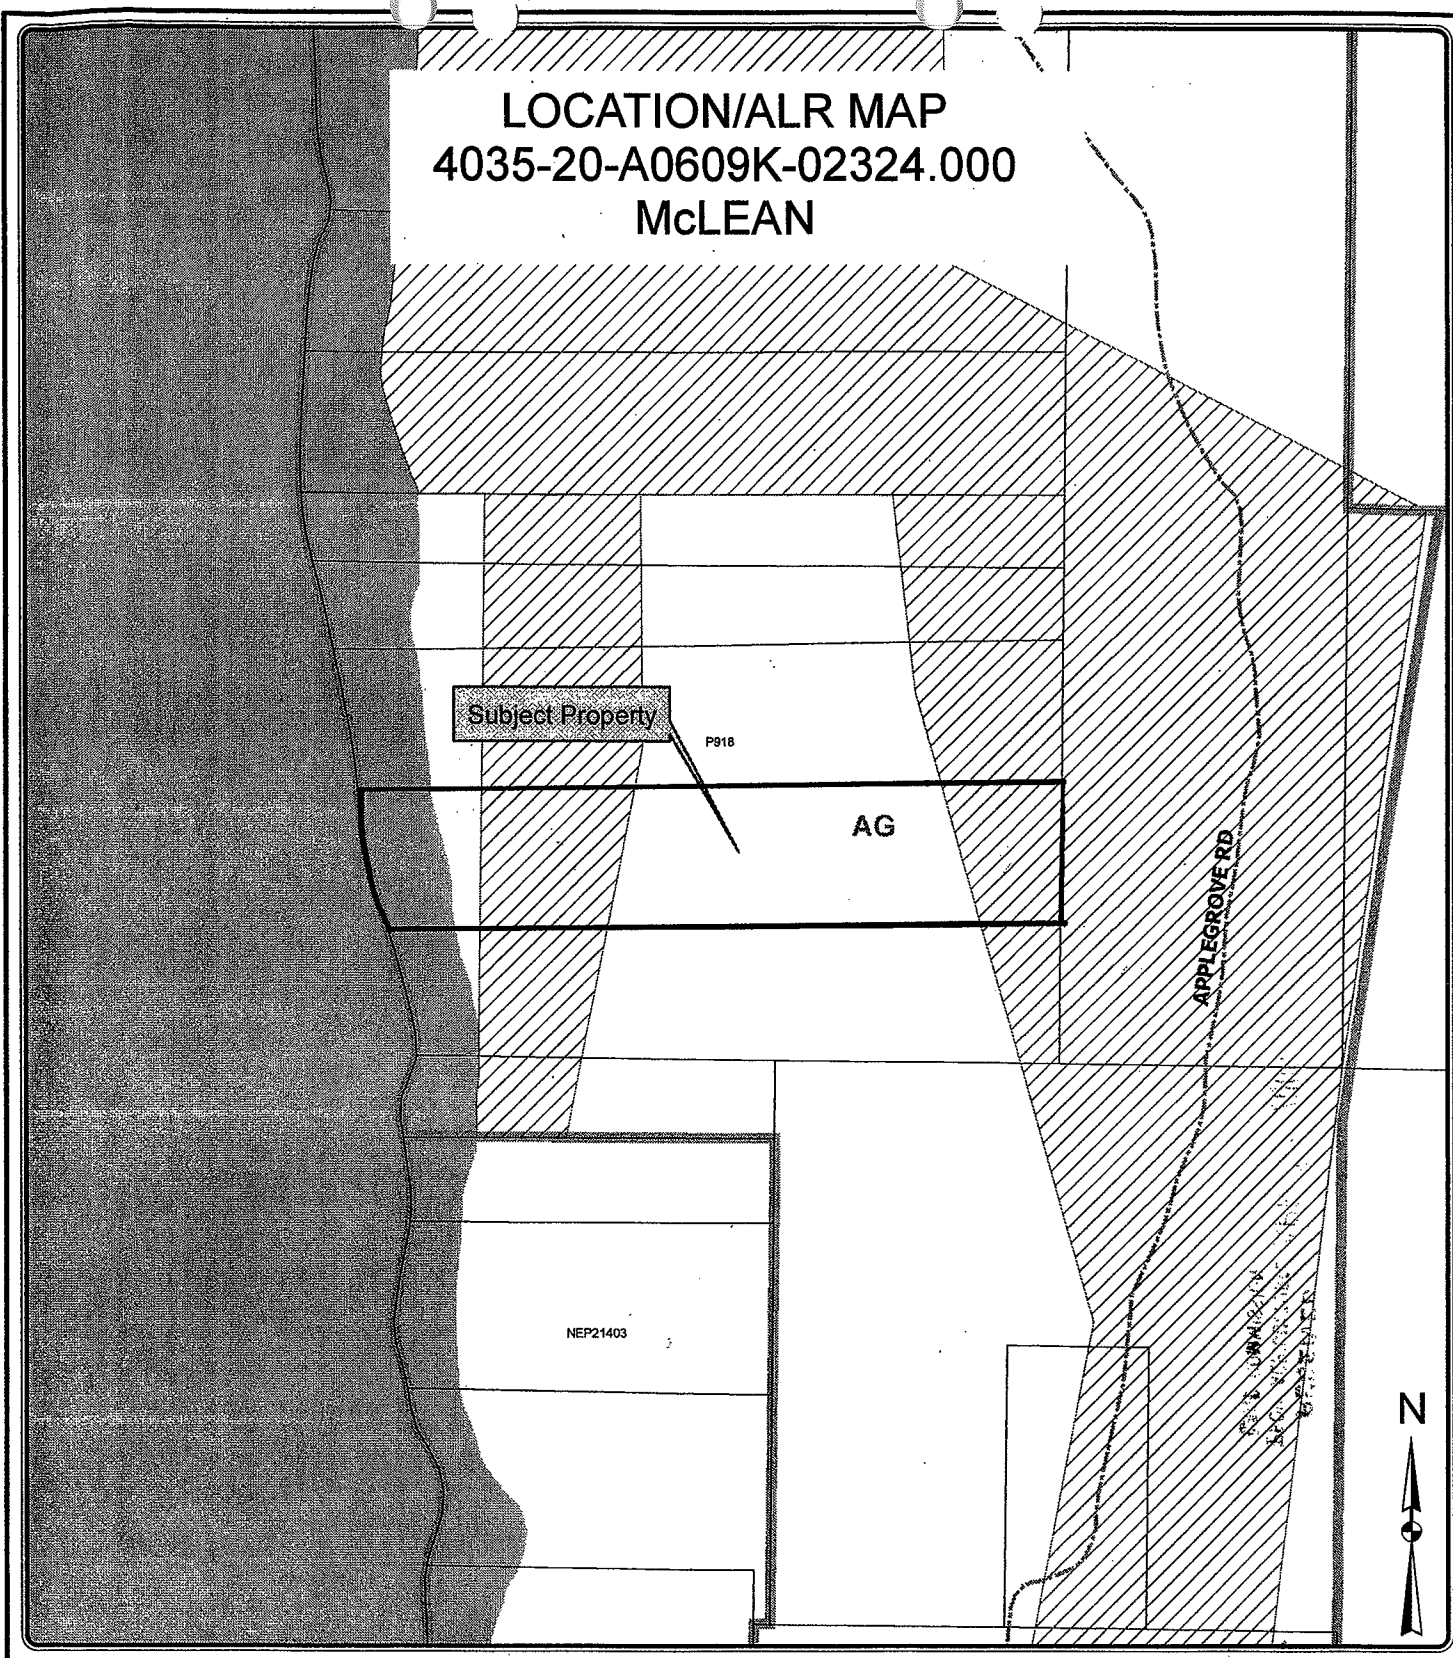 LOCATION/ALR MAP
4035-20-A0609K-02324.000
McLEAN
Subject Property
P918
AG
APPLEGROVE RD
NEP21403
N